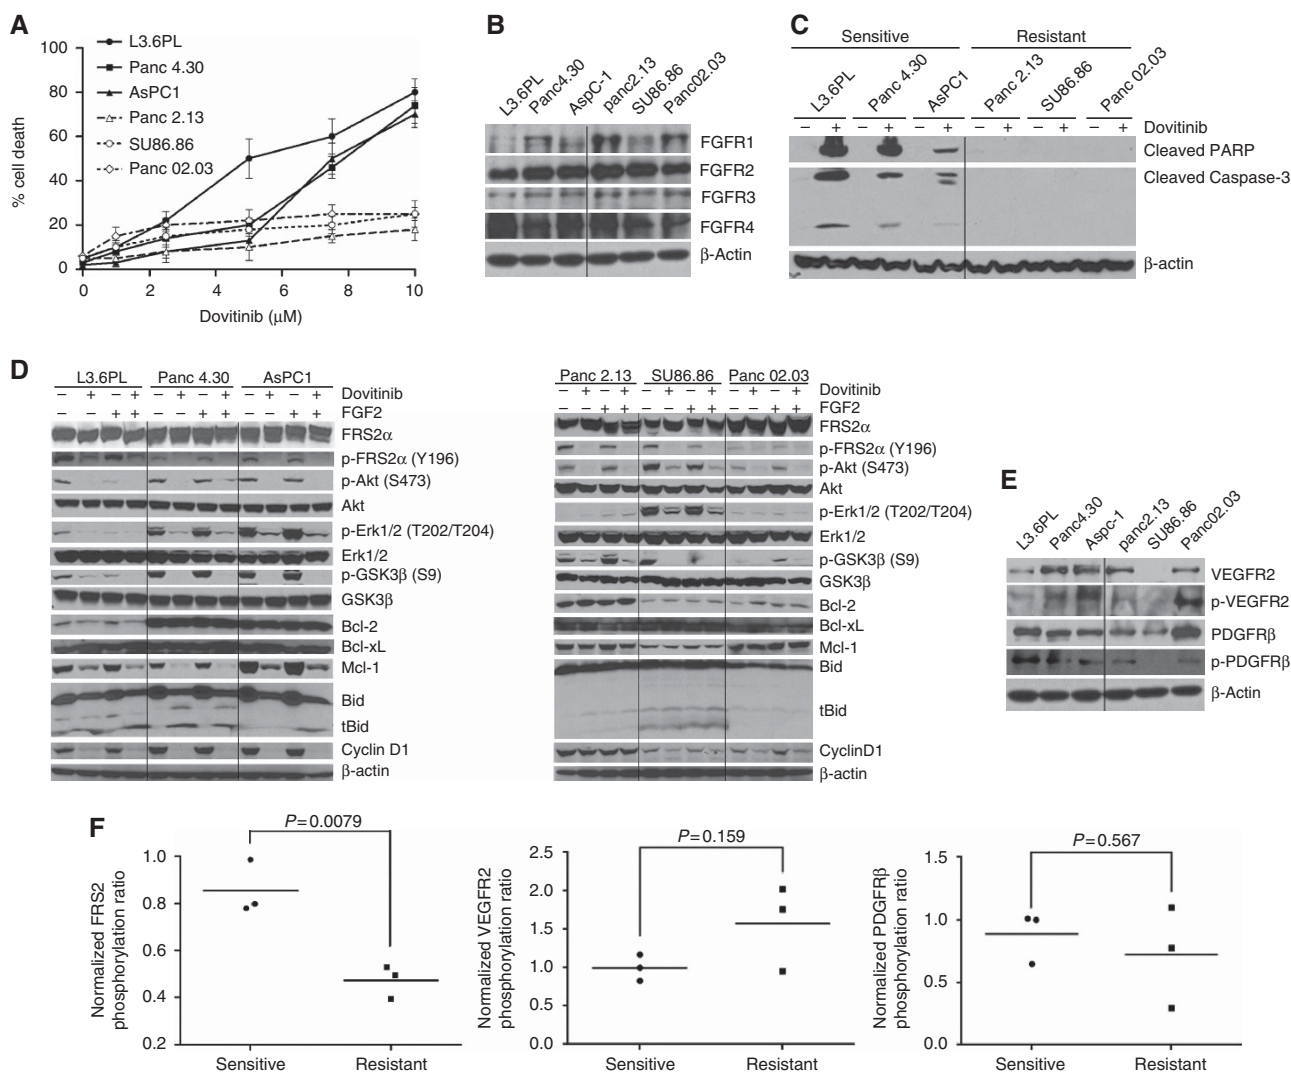 A
% cell death
100
80
60
40
20
0
0 2 4 6 8 10
Dovitinib (μM)
L3.6PL
Panc 4.30
AsPC1
Panc 2.13
SU86.86
Panc 02.03
B
L3.6PL Panc4.30 AspC-1 panc2.13 SU86.86 Panc02.03
FGFR1
FGFR2
FGFR3
FGFR4
β-Actin
C
Sensitive Resistant
L3.6PL Panc 4.30 AsPC1 Panc 2.13 SU86.86 Panc 02.03
– + – + – + – + – + – + Dovitinib
Cleaved PARP
Cleaved Caspase-3
β-actin
D
L3.6PL Panc 4.30 AsPC1
– + – + – + – + – + – + Dovitinib
– – + + – – + + – – + + FGF2
FRS2α
p-FRS2α (Y196)
p-Akt (S473)
Akt
p-Erk1/2 (T202/T204)
Erk1/2
p-GSK3β (S9)
GSK3β
Bcl-2
Bcl-xL
Mcl-1
Bid
tBid
Cyclin D1
β-actin
Panc 2.13 SU86.86 Panc 02.03
– + – + – + – + – + – + Dovitinib
– – + + – – + + – – + + FGF2
FRS2α
p-FRS2α (Y196)
p-Akt (S473)
Akt
p-Erk1/2 (T202/T204)
Erk1/2
p-GSK3β (S9)
GSK3β
Bcl-2
Bcl-xL
Mcl-1
Bid
tBid
CyclinD1
β-actin
E
L3.6PL Panc4.30 Aspc-1 panc2.13 SU86.86 Panc02.03
VEGFR2
p-VEGFR2
PDGFRβ
p-PDGFRβ
β-Actin
F
Normalized FRS2
phosphorylation ratio
P=0.0079
1.0
0.8
0.6
0.4
0.2
Sensitive Resistant
Normalized VEGFR2
phosphorylation ratio
P=0.159
2.5
2.0
1.5
1.0
0.5
0.0
Sensitive Resistant
Normalized PDGFRβ
phosphorylation ratio
P=0.567
1.5
1.0
0.5
0.0
Sensitive Resistant